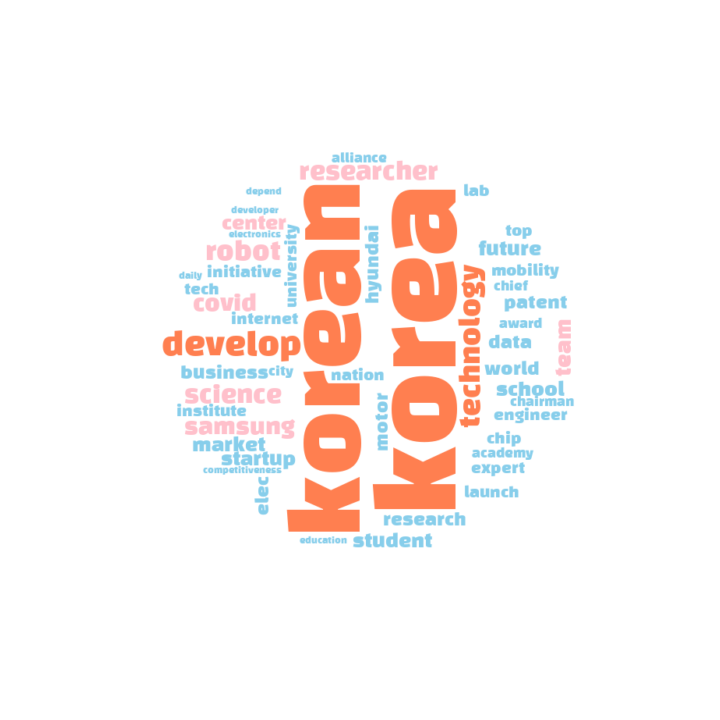 alliance
researcher
depend
lab
korean
korea
developer
center
electronics
university
hyundai
top
robot
future
daily
initiative
mobility
technology
tech
chief
covid
patent
internet
award
team
develop
data
business
city
nation
world
science
school
institute
motor
chairman
samsung
engineer
market
chip
startup
academy
competitiveness
expert
elec
launch
research
education
student